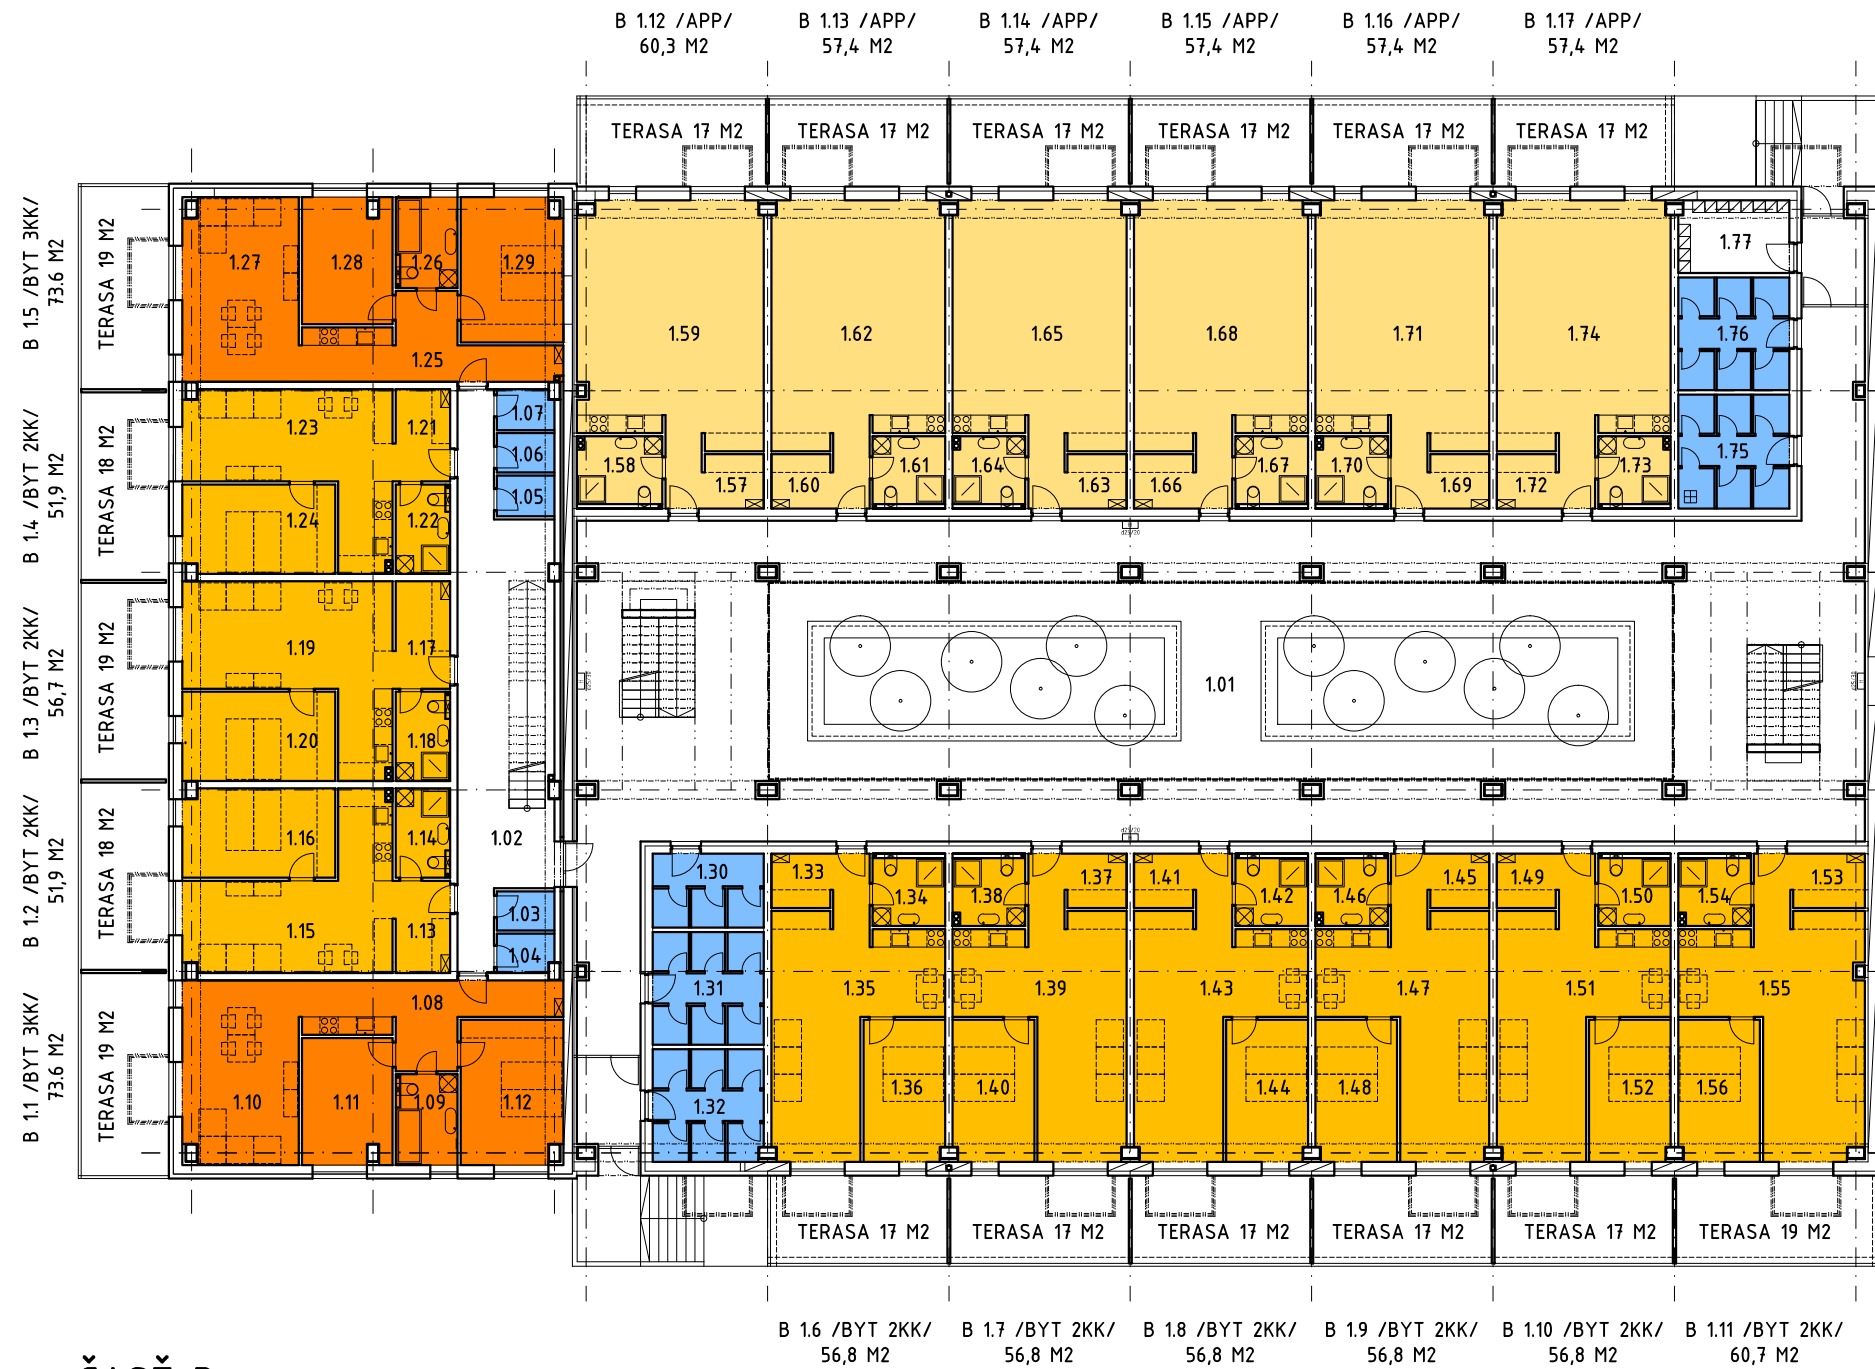 B 1.12 /APP/
60,3 M2
B 1.13 /APP/
57,4 M2
B 1.14 /APP/
57,4 M2
B 1.15 /APP/
57,4 M2
B 1.16 /APP/
57,4 M2
B 1.17 /APP/
57,4 M2
TERASA 17 M2
TERASA 17 M2
TERASA 17 M2
TERASA 17 M2
TERASA 17 M2
TERASA 17 M2
B 1.5 /BYT 3KK/
73.6 M2
TERASA 19 M2
B 1.4 /BYT 2KK/
51,9 M2
TERASA 18 M2
B 1.3 /BYT 2KK/
56,7 M2
TERASA 19 M2
B 1.2 /BYT 2KK/
51,9 M2
TERASA 18 M2
B 1.1 /BYT 3KK/
73.6 M2
TERASA 19 M2
1.27
1.28
1.26
1.29
1.25
1.23
1.21
1.24
1.22
1.07
1.06
1.05
1.19
1.17
1.20
1.18
1.16
1.14
1.02
1.15
1.13
1.03
1.04
1.08
1.10
1.11
1.09
1.12
1.59
1.62
1.65
1.68
1.71
1.74
1.77
1.76
1.75
1.58
1.57
1.60
1.61
1.64
1.63
1.66
1.67
1.70
1.69
1.72
1.73
1.01
1.30
1.31
1.32
1.33
1.34
1.38
1.37
1.41
1.42
1.46
1.45
1.49
1.50
1.54
1.53
1.35
1.39
1.43
1.47
1.51
1.55
1.36
1.40
1.44
1.48
1.52
1.56
TERASA 17 M2
TERASA 17 M2
TERASA 17 M2
TERASA 17 M2
TERASA 17 M2
TERASA 19 M2
B 1.6 /BYT 2KK/
56,8 M2
B 1.7 /BYT 2KK/
56,8 M2
B 1.8 /BYT 2KK/
56,8 M2
B 1.9 /BYT 2KK/
56,8 M2
B 1.10 /BYT 2KK/
56,8 M2
B 1.11 /BYT 2KK/
60,7 M2